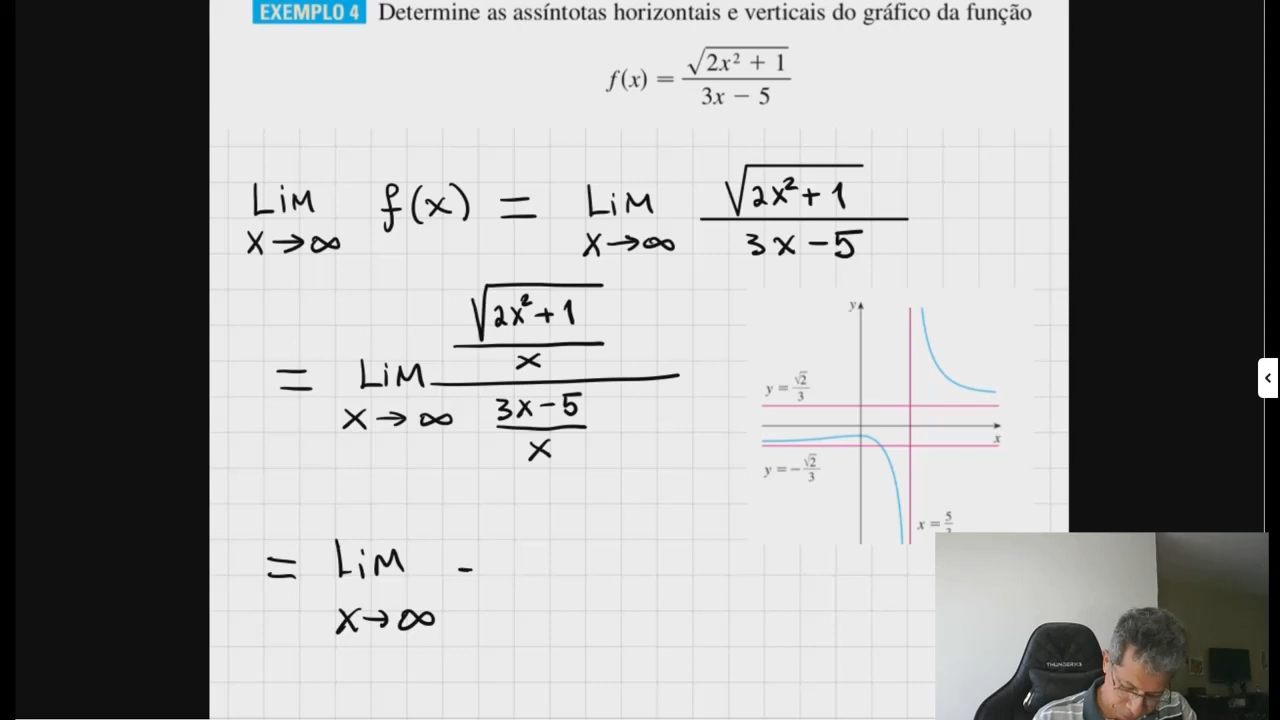 EXEMPLO 4 Determine as assíntotas horizontais e verticais do gráfico da função
f(x) = √(2x² + 1) / (3x − 5)
Lim x→∞ f(x) = Lim x→∞ √(2x²+1) / (3x−5)
= Lim x→∞ (√(2x²+1) / x) / ((3x−5) / x)
y
y = √2/3
x
y = −√2/3
x = 5/
= Lim x→∞ -
THUNDERX3